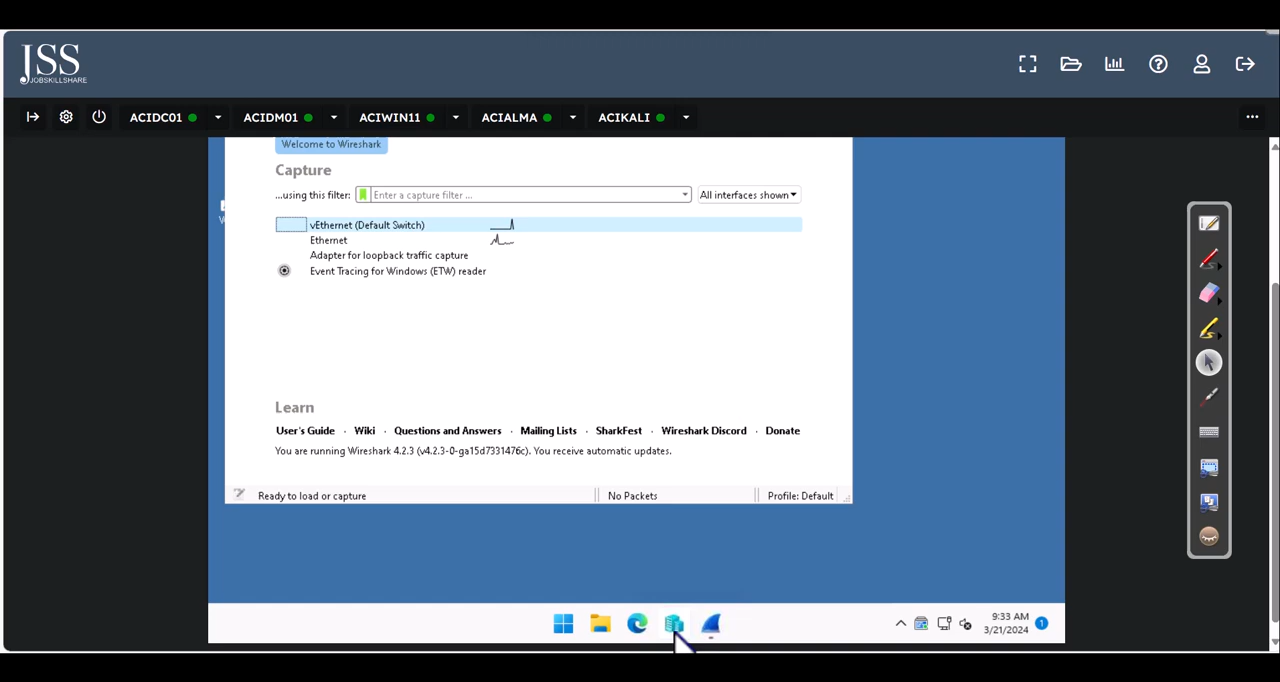 JSS
JOBSKILLSHARE
ACIDC01
ACIDM01
ACIWIN11
ACIALMA
ACIKALI
Welcome to Wireshark
Capture
...using this filter:
Enter a capture filter ...
All interfaces shown
vEthernet (Default Switch)
Ethernet
Adapter for loopback traffic capture
Event Tracing for Windows (ETW) reader
Learn
User's Guide · Wiki · Questions and Answers · Mailing Lists · SharkFest · Wireshark Discord · Donate
You are running Wireshark 4.2.3 (v4.2.3-0-ga15d7331476c). You receive automatic updates.
Ready to load or capture
No Packets
Profile: Default
9:33 AM
3/21/2024
1